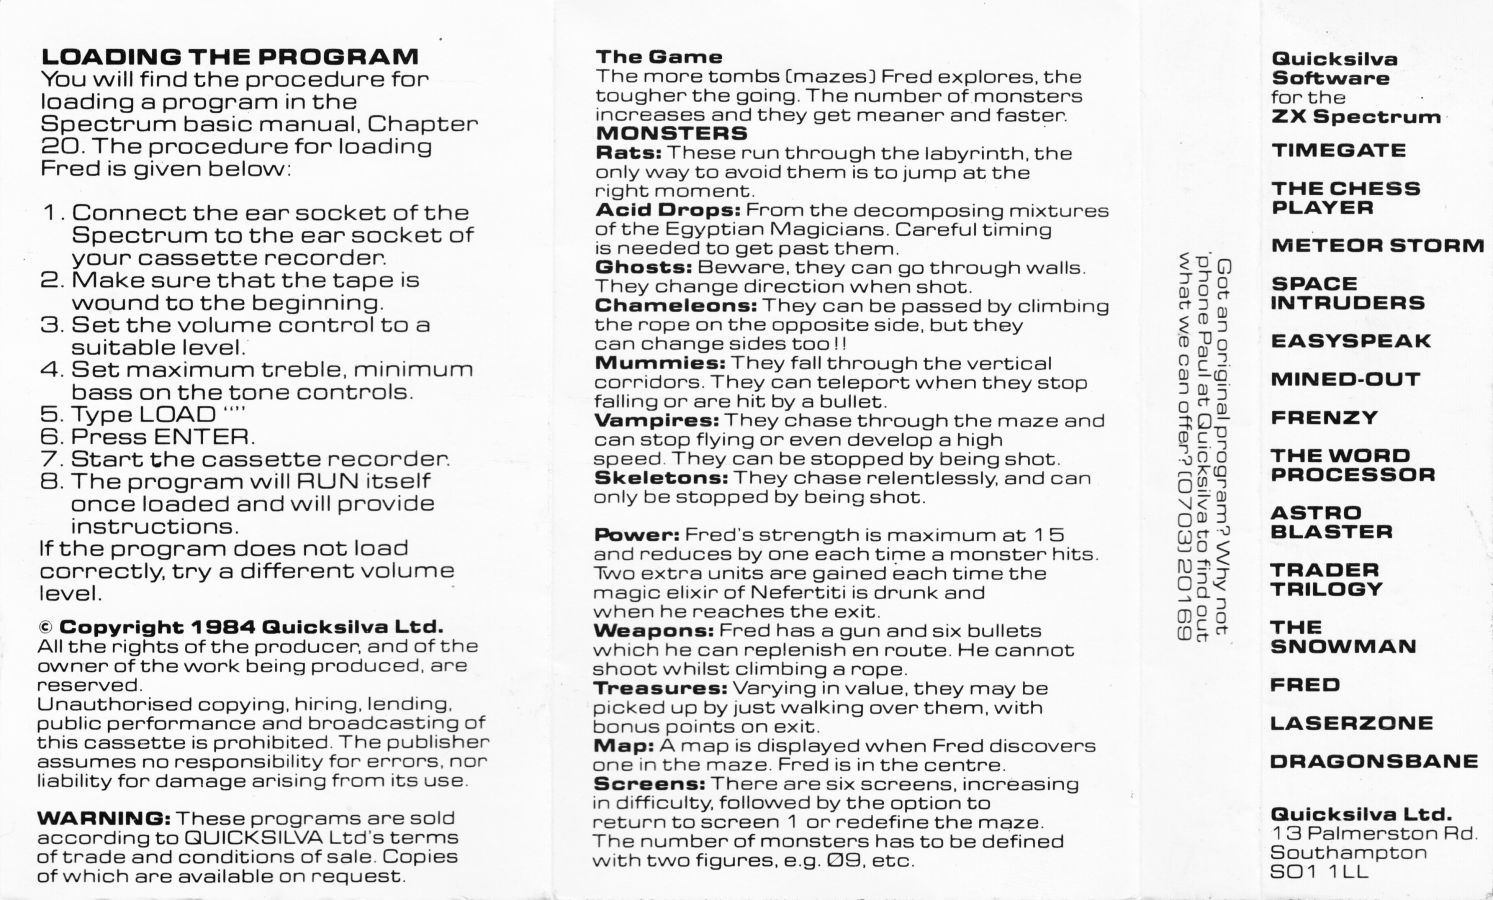 LOADING THE PROGRAM
You will find the procedure for
loading a program in the
Spectrum basic manual, Chapter
20. The procedure for loading
Fred is given below:
1. Connect the ear socket of the
Spectrum to the ear socket of
your cassette recorder.
2. Make sure that the tape is
wound to the beginning.
3. Set the volume control to a
suitable level.
4. Set maximum treble, minimum
bass on the tone controls.
5. Type LOAD “”
6. Press ENTER.
7. Start the cassette recorder.
8. The program will RUN itself
once loaded and will provide
instructions.
If the program does not load
correctly, try a different volume
level.
© Copyright 1984 Quicksilva Ltd.
All the rights of the producer, and of the
owner of the work being produced, are
reserved.
Unauthorised copying, hiring, lending,
public performance and broadcasting of
this cassette is prohibited. The publisher
assumes no responsibility for errors, nor
liability for damage arising from its use.
WARNING: These programs are sold
according to QUICKSILVA Ltd's terms
of trade and conditions of sale. Copies
of which are available on request.
The Game
The more tombs (mazes) Fred explores, the
tougher the going. The number of monsters
increases and they get meaner and faster.
MONSTERS
Rats: These run through the labyrinth, the
only way to avoid them is to jump at the
right moment.
Acid Drops: From the decomposing mixtures
of the Egyptian Magicians. Careful timing
is needed to get past them.
Ghosts: Beware, they can go through walls.
They change direction when shot.
Chameleons: They can be passed by climbing
the rope on the opposite side, but they
can change sides too!!
Mummies: They fall through the vertical
corridors. They can teleport when they stop
falling or are hit by a bullet.
Vampires: They chase through the maze and
can stop flying or even develop a high
speed. They can be stopped by being shot.
Skeletons: They chase relentlessly, and can
only be stopped by being shot.
Power: Fred's strength is maximum at 15
and reduces by one each time a monster hits.
Two extra units are gained each time the
magic elixir of Nefertiti is drunk and
when he reaches the exit.
Weapons: Fred has a gun and six bullets
which he can replenish en route. He cannot
shoot whilst climbing a rope.
Treasures: Varying in value, they may be
picked up by just walking over them, with
bonus points on exit.
Map: A map is displayed when Fred discovers
one in the maze. Fred is in the centre.
Screens: There are six screens, increasing
in difficulty, followed by the option to
return to screen 1 or redefine the maze.
The number of monsters has to be defined
with two figures, e.g. Ø9, etc.
Got an original program? Why not
'phone Paul at Quicksilva to find out
what we can offer? (0703) 20169
Quicksilva
Software
for the
ZX Spectrum
TIMEGATE
THE CHESS
PLAYER
METEOR STORM
SPACE
INTRUDERS
EASYSPEAK
MINED-OUT
FRENZY
THE WORD
PROCESSOR
ASTRO
BLASTER
TRADER
TRILOGY
THE
SNOWMAN
FRED
LASERZONE
DRAGONSBANE
Quicksilva Ltd.
13 Palmerston Rd.
Southampton
SO1 1LL